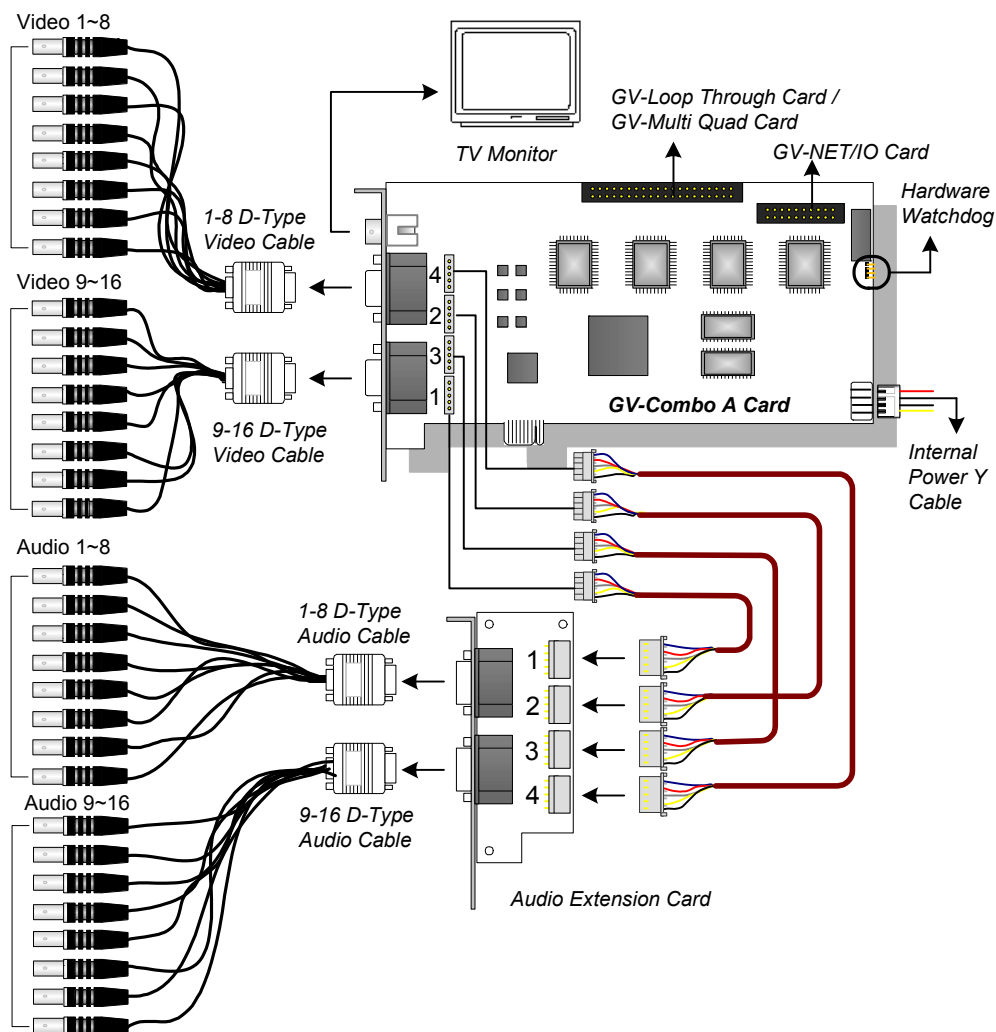 Video 1~8
TV Monitor
GV-Loop Through Card /
GV-Multi Quad Card
GV-NET/IO Card
Hardware
Watchdog
1-8 D-Type
Video Cable
Video 9~16
4
2
3
1
GV-Combo A Card
9-16 D-Type
Video Cable
Internal
Power Y
Cable
Audio 1~8
1-8 D-Type
Audio Cable
1
2
3
4
Audio 9~16
9-16 D-Type
Audio Cable
Audio Extension Card